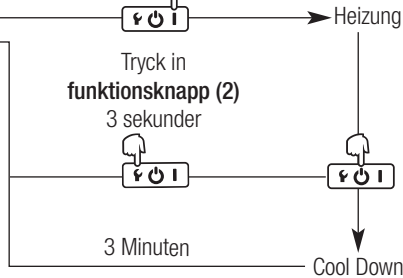 Heizung
Tryck in
funktionsknapp (2)
3 sekunder
3 Minuten
Cool Down